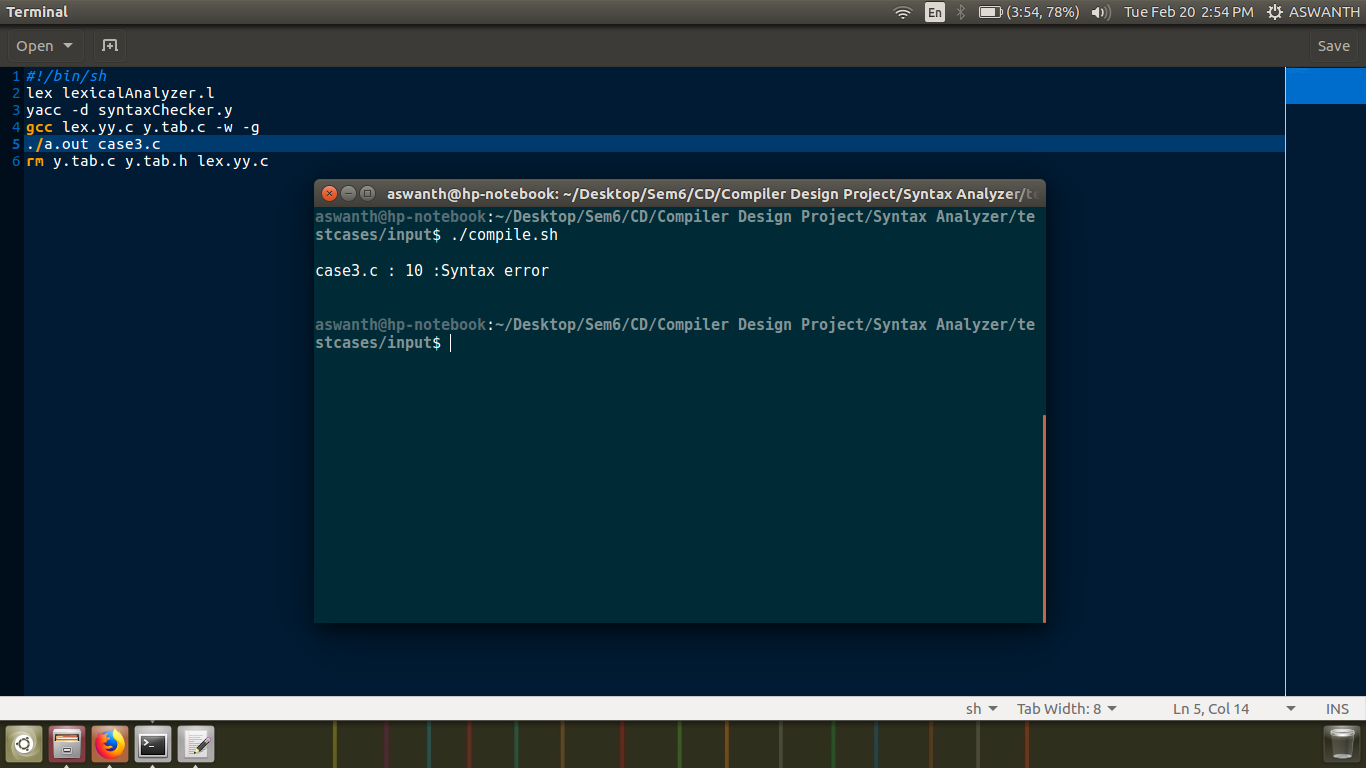 Terminal
En
(3:54, 78%)
Tue Feb 20 2:54 PM
ASWANTH
Open
Save
1 #!/bin/sh
2 lex lexicalAnalyzer.l
3 yacc -d syntaxChecker.y
4 gcc lex.yy.c y.tab.c -w -g
5 ./a.out case3.c
6 rm y.tab.c y.tab.h lex.yy.c
aswanth@hp-notebook: ~/Desktop/Sem6/CD/Compiler Design Project/Syntax Analyzer/te
aswanth@hp-notebook:~/Desktop/Sem6/CD/Compiler Design Project/Syntax Analyzer/te
stcases/input$ ./compile.sh
case3.c : 10 :Syntax error
aswanth@hp-notebook:~/Desktop/Sem6/CD/Compiler Design Project/Syntax Analyzer/te
stcases/input$
sh
Tab Width: 8
Ln 5, Col 14
INS